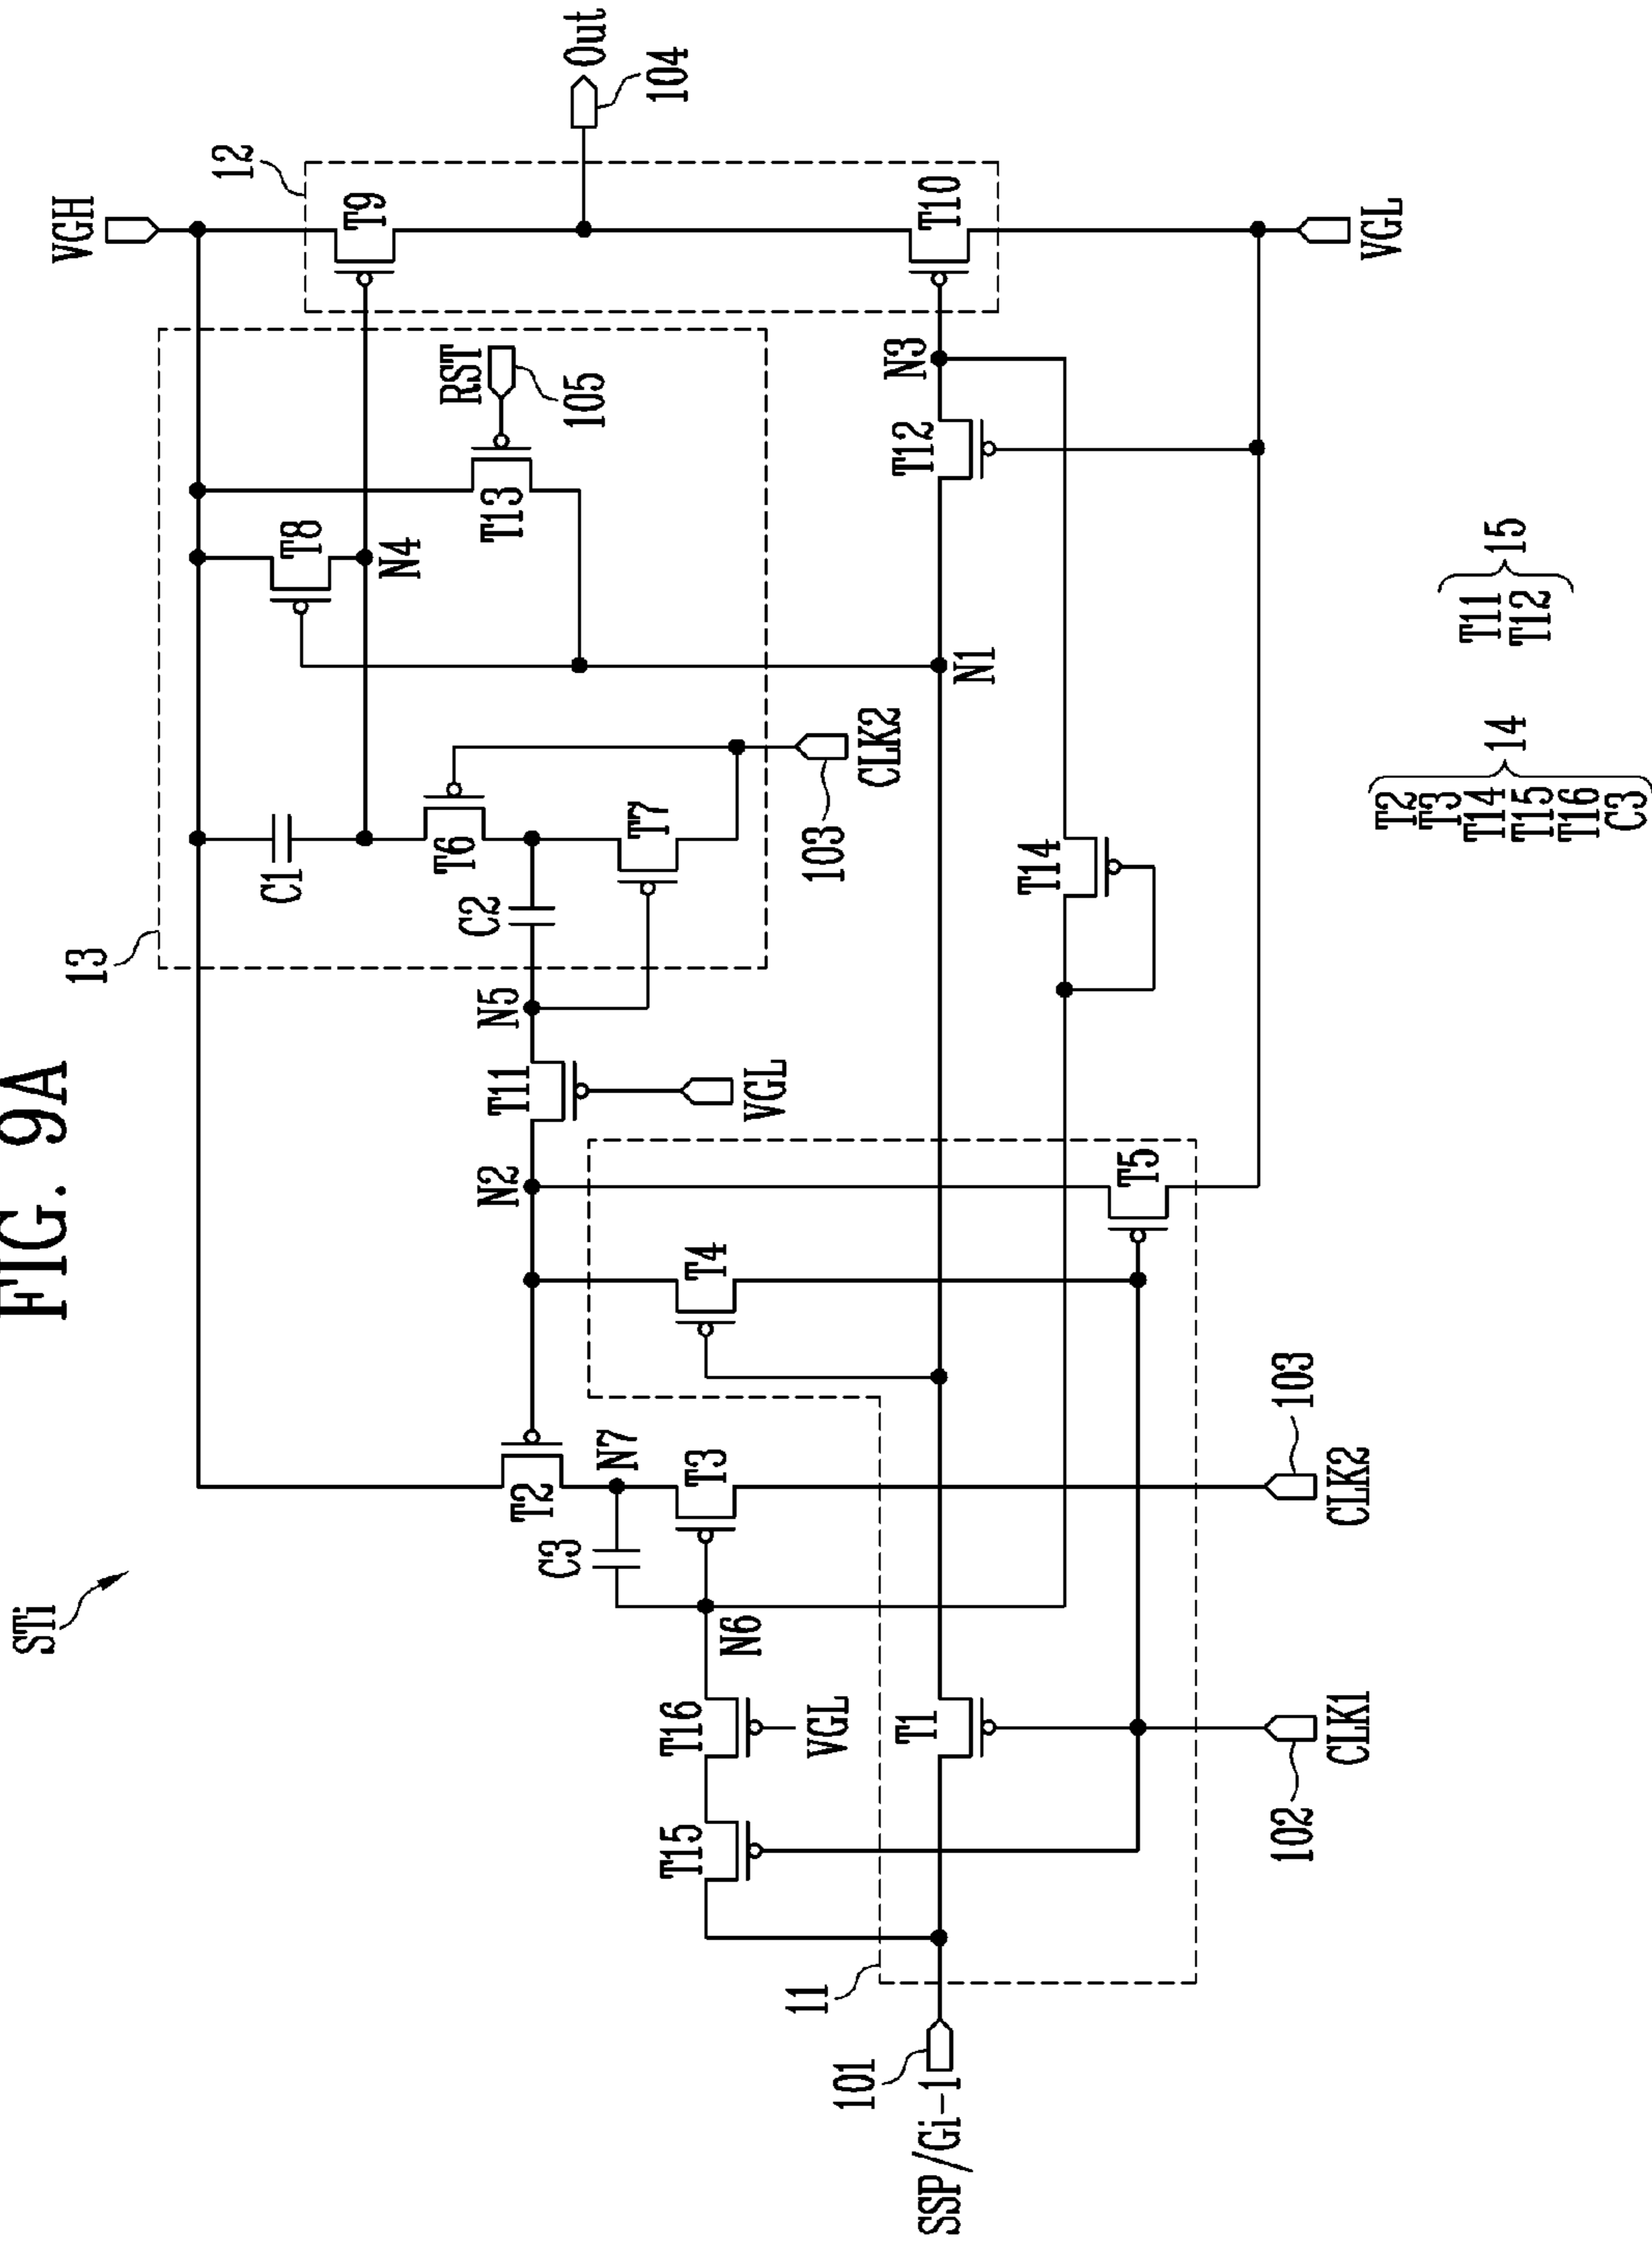 FIG. 9A
STi
VGH
12
T9
Out
104
T10
VGL
13
C1
T8
N4
T13
RST
105
T6
C2
T7
103
CLK2
N5
T11
VGL
N2
N1
T12
N3
T14
T2
N7
C3
T3
T4
T5
N6
T16
VGL
T15
T1
11
101
SSP/Gi-1
102
CLK1
103
CLK2
T2
T3
T14
T15
T16
C3
14
T11
T12
15